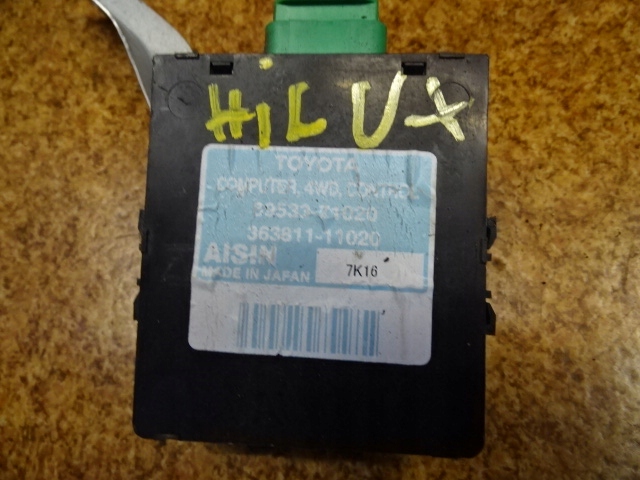 HiLUX
TOYOTA
COMPUTER, 4WD, CONTROL
363811-11020
AISIN
7K16
MADE IN JAPAN